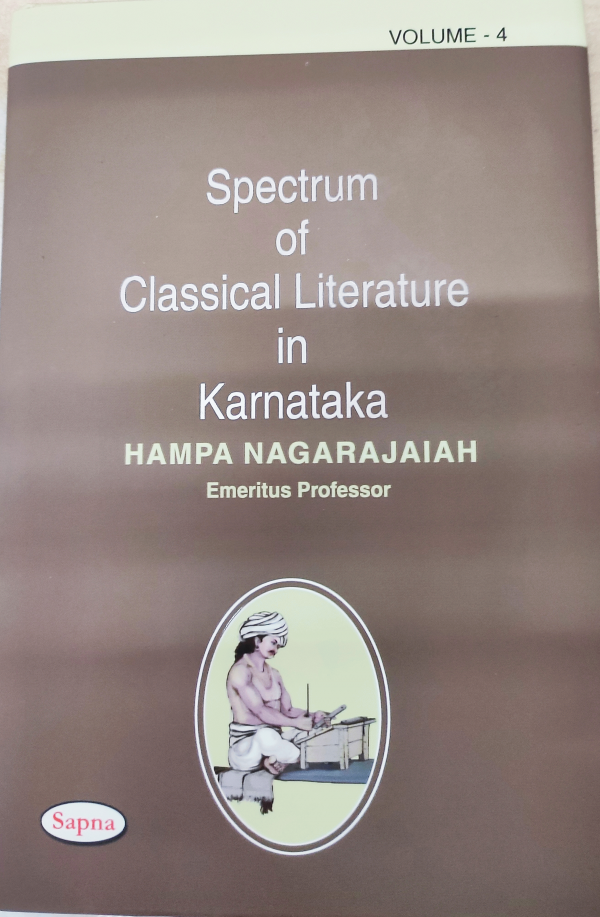 VOLUME - 4
Spectrum
of
Classical Literature
in
Karnataka
HAMPA NAGARAJAIAH
Emeritus Professor
Sapna